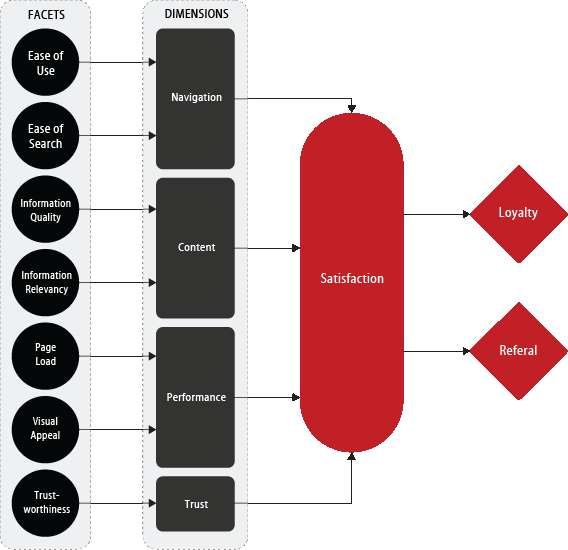 FACETS
DIMENSIONS
Ease of
Use
Ease of
Search
Information
Quality
Information
Relevancy
Page
Load
Visual
Appeal
Trust-
worthiness
Navigation
Content
Performance
Trust
Satisfaction
Loyalty
Referal